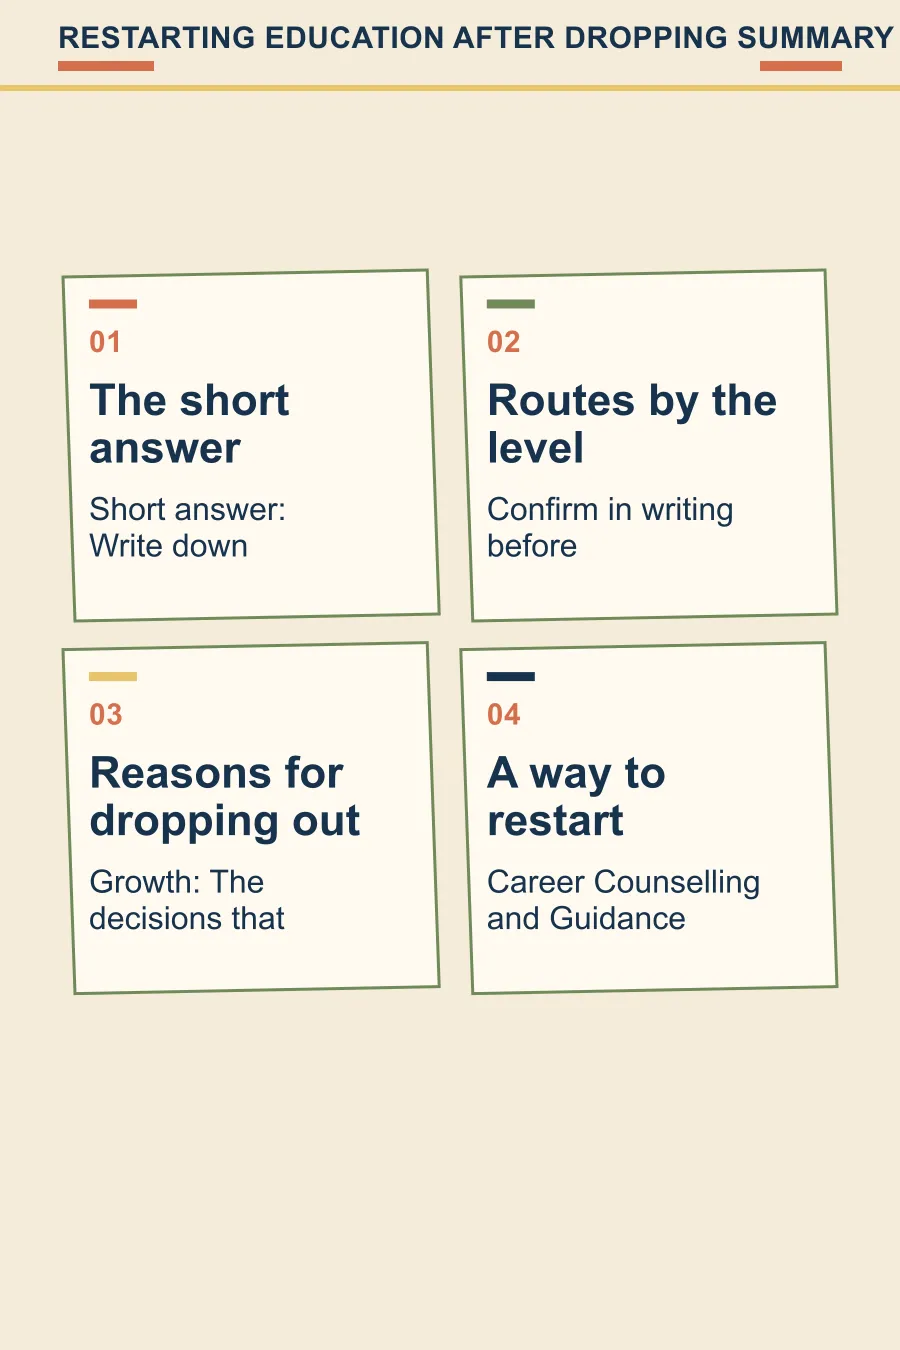 RESTARTING EDUCATION AFTER DROPPING SUMMARY
01
The short
answer
Short answer:
Write down
02
Routes by the
level
Confirm in writing
before
03
Reasons for
dropping out
Growth: The
decisions that
04
A way to
restart
Career Counselling
and Guidance